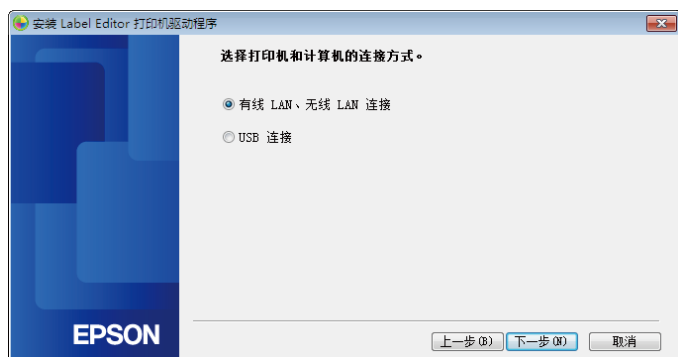 安装 Label Editor 打印机驱动程序
选择打印机和计算机的连接方式。
有线 LAN、无线 LAN 连接
USB 连接
EPSON
上一步(B) 下一步(N) 取消